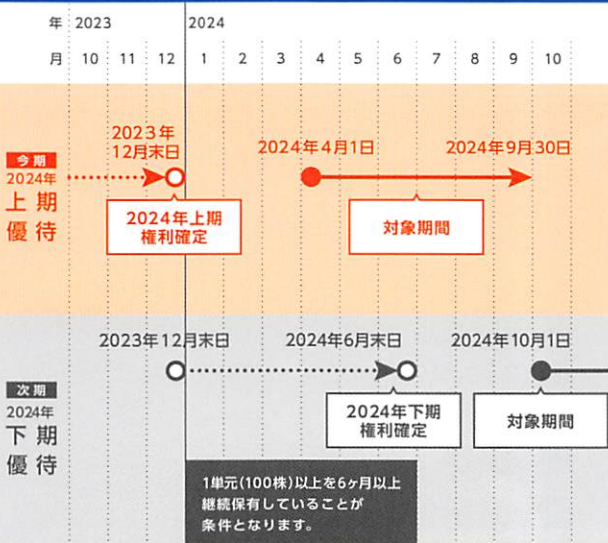 年 2023 2024
月 10 11 12 1 2 3 4 5 6 7 8 9 10
今期
2024年
上期
優待
2023年
12月末日
2024年4月1日
2024年9月30日
2024年上期
権利確定
対象期間
次期
2024年
下期
優待
2023年12月末日
2024年6月末日
2024年10月1日
2024年下期
権利確定
対象期間
1単元(100株)以上を6ヶ月以上
継続保有していることが
条件となります。